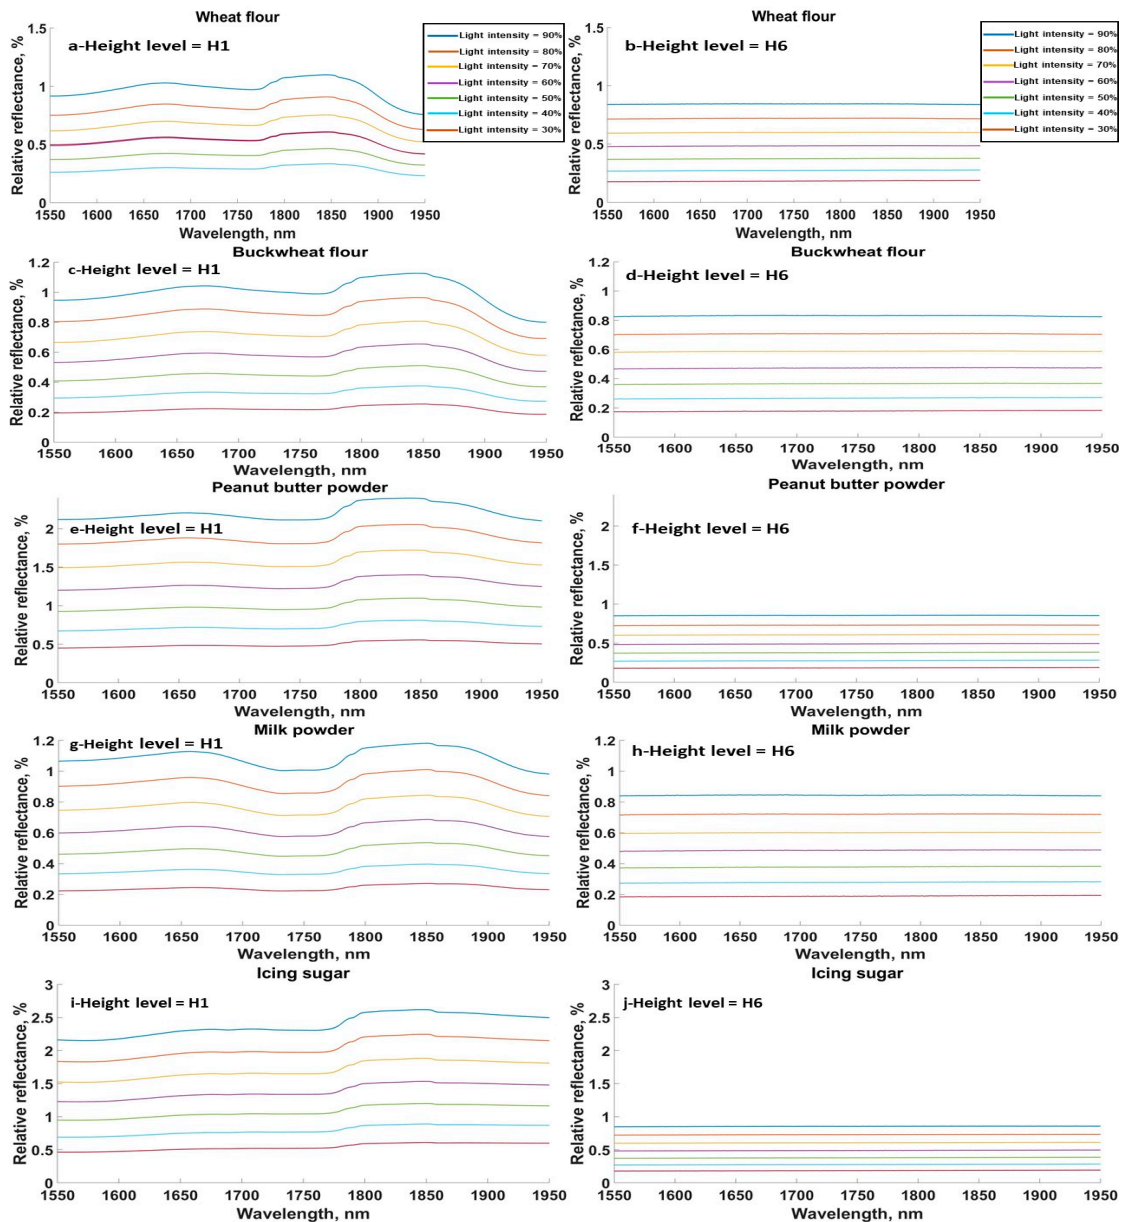 Wheat flour
Relative reflectance, %
a-Height level = H1
Light intensity = 90%
Light intensity = 80%
Light intensity = 70%
Light intensity = 60%
Light intensity = 50%
Light intensity = 40%
Light intensity = 30%
1.5
1
0.5
0
1550 1600 1650 1700 1750 1800 1850 1900 1950
Wavelength, nm
Wheat flour
Relative reflectance, %
b-Height level = H6
Light intensity = 90%
Light intensity = 80%
Light intensity = 70%
Light intensity = 60%
Light intensity = 50%
Light intensity = 40%
Light intensity = 30%
1.5
1
0.5
0
1550 1600 1650 1700 1750 1800 1850 1900 1950
Wavelength, nm
Buckwheat flour
Relative reflectance, %
c-Height level = H1
1.2
1
0.8
0.6
0.4
0.2
0
1550 1600 1650 1700 1750 1800 1850 1900 1950
Wavelength, nm
Buckwheat flour
Relative reflectance, %
d-Height level = H6
1.2
1
0.8
0.6
0.4
0.2
0
1550 1600 1650 1700 1750 1800 1850 1900 1950
Wavelength, nm
Peanut butter powder
Relative reflectance, %
e-Height level = H1
2
1.5
1
0.5
0
1550 1600 1650 1700 1750 1800 1850 1900 1950
Wavelength, nm
Peanut butter powder
Relative reflectance, %
f-Height level = H6
2
1.5
1
0.5
0
1550 1600 1650 1700 1750 1800 1850 1900 1950
Wavelength, nm
Milk powder
Relative reflectance, %
g-Height level = H1
1.2
1
0.8
0.6
0.4
0.2
0
1550 1600 1650 1700 1750 1800 1850 1900 1950
Wavelength, nm
Milk powder
Relative reflectance, %
h-Height level = H6
1.2
1
0.8
0.6
0.4
0.2
0
1550 1600 1650 1700 1750 1800 1850 1900 1950
Wavelength, nm
Icing sugar
Relative reflectance, %
i-Height level = H1
3
2.5
2
1.5
1
0.5
0
1550 1600 1650 1700 1750 1800 1850 1900 1950
Wavelength, nm
Icing sugar
Relative reflectance, %
j-Height level = H6
3
2.5
2
1.5
1
0.5
0
1550 1600 1650 1700 1750 1800 1850 1900 1950
Wavelength, nm